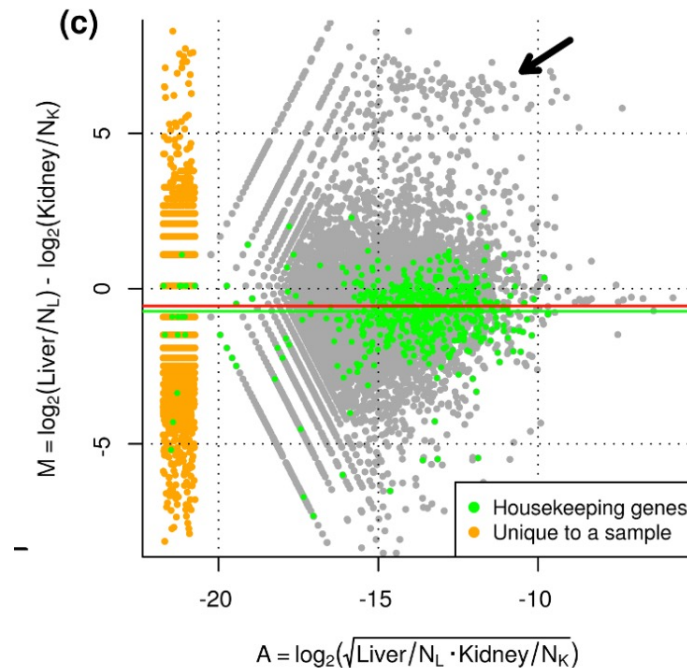 (c)
M = log2(Liver/NL) - log2(Kidney/NK)
5
0
-5
Housekeeping genes
Unique to a sample
-20
-15
-10
A = log2(√Liver/NL · Kidney/NK)